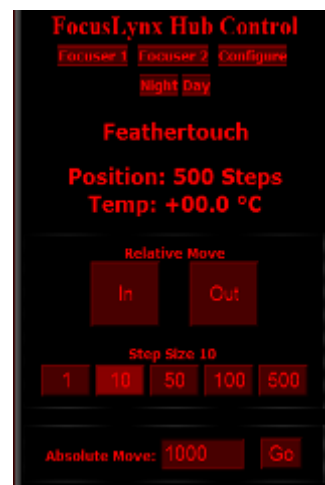 FocusLynx Hub Control
Focuser 1 Focuser 2 Configure
Night Day
Feathertouch
Position: 500 Steps
Temp: +00.0 °C
Relative Move
In Out
Step Size 10
1 10 50 100 500
Absolute Move: 1000 Go